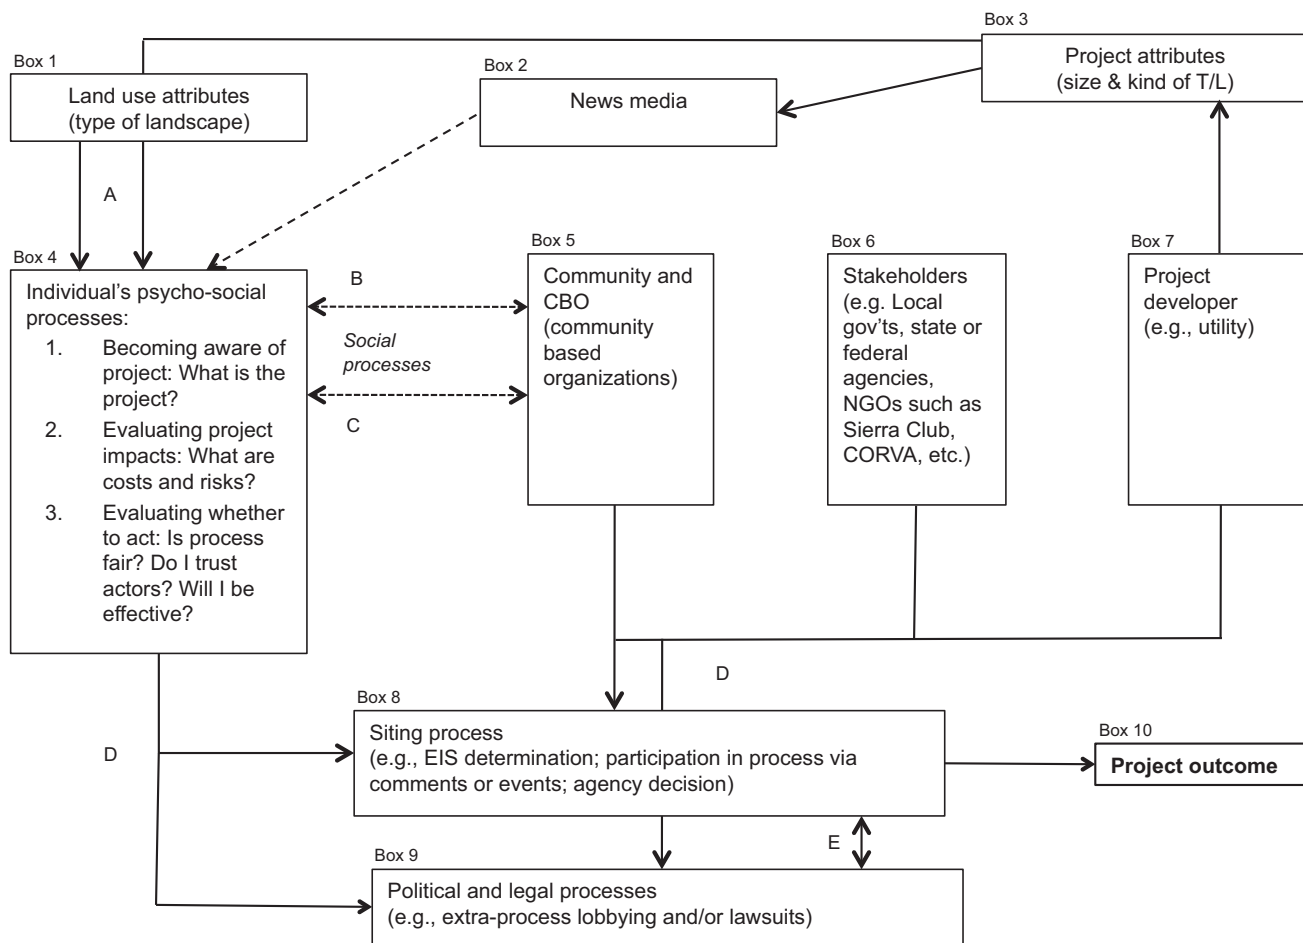 Box 3
Project attributes
(size & kind of T/L)
Box 1
Land use attributes
(type of landscape)
Box 2
News media
A
Box 4
Individual's psycho-social
processes:
1. Becoming aware of
project: What is the
project?
2. Evaluating project
impacts: What are
costs and risks?
3. Evaluating whether
to act: Is process
fair? Do I trust
actors? Will I be
effective?
B
Social
processes
C
Box 5
Community and
CBO
(community
based
organizations)
Box 6
Stakeholders
(e.g. Local
gov'ts, state or
federal
agencies,
NGOs such as
Sierra Club,
CORVA, etc.)
Box 7
Project
developer
(e.g., utility)
D
D
Box 8
Siting process
(e.g., EIS determination; participation in process via
comments or events; agency decision)
Box 10
Project outcome
E
Box 9
Political and legal processes
(e.g., extra-process lobbying and/or lawsuits)